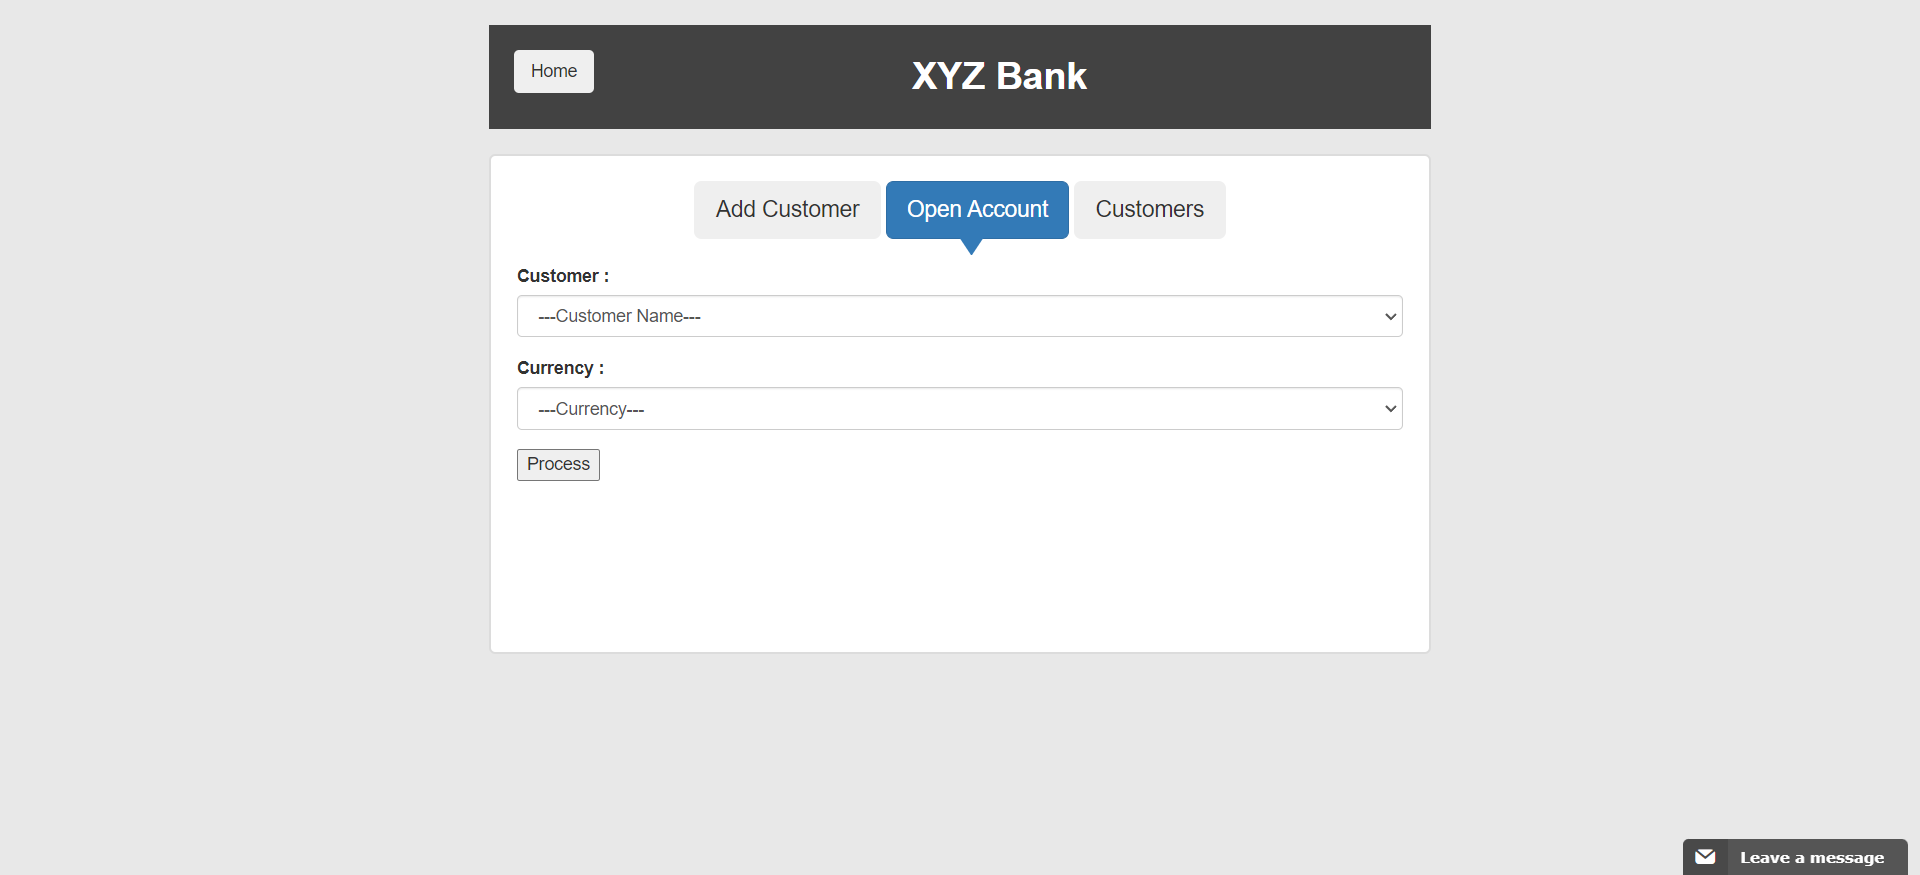 Home
XYZ Bank
Add Customer
Open Account
Customers
Customer :
---Customer Name---
Currency :
---Currency---
Process
Leave a message